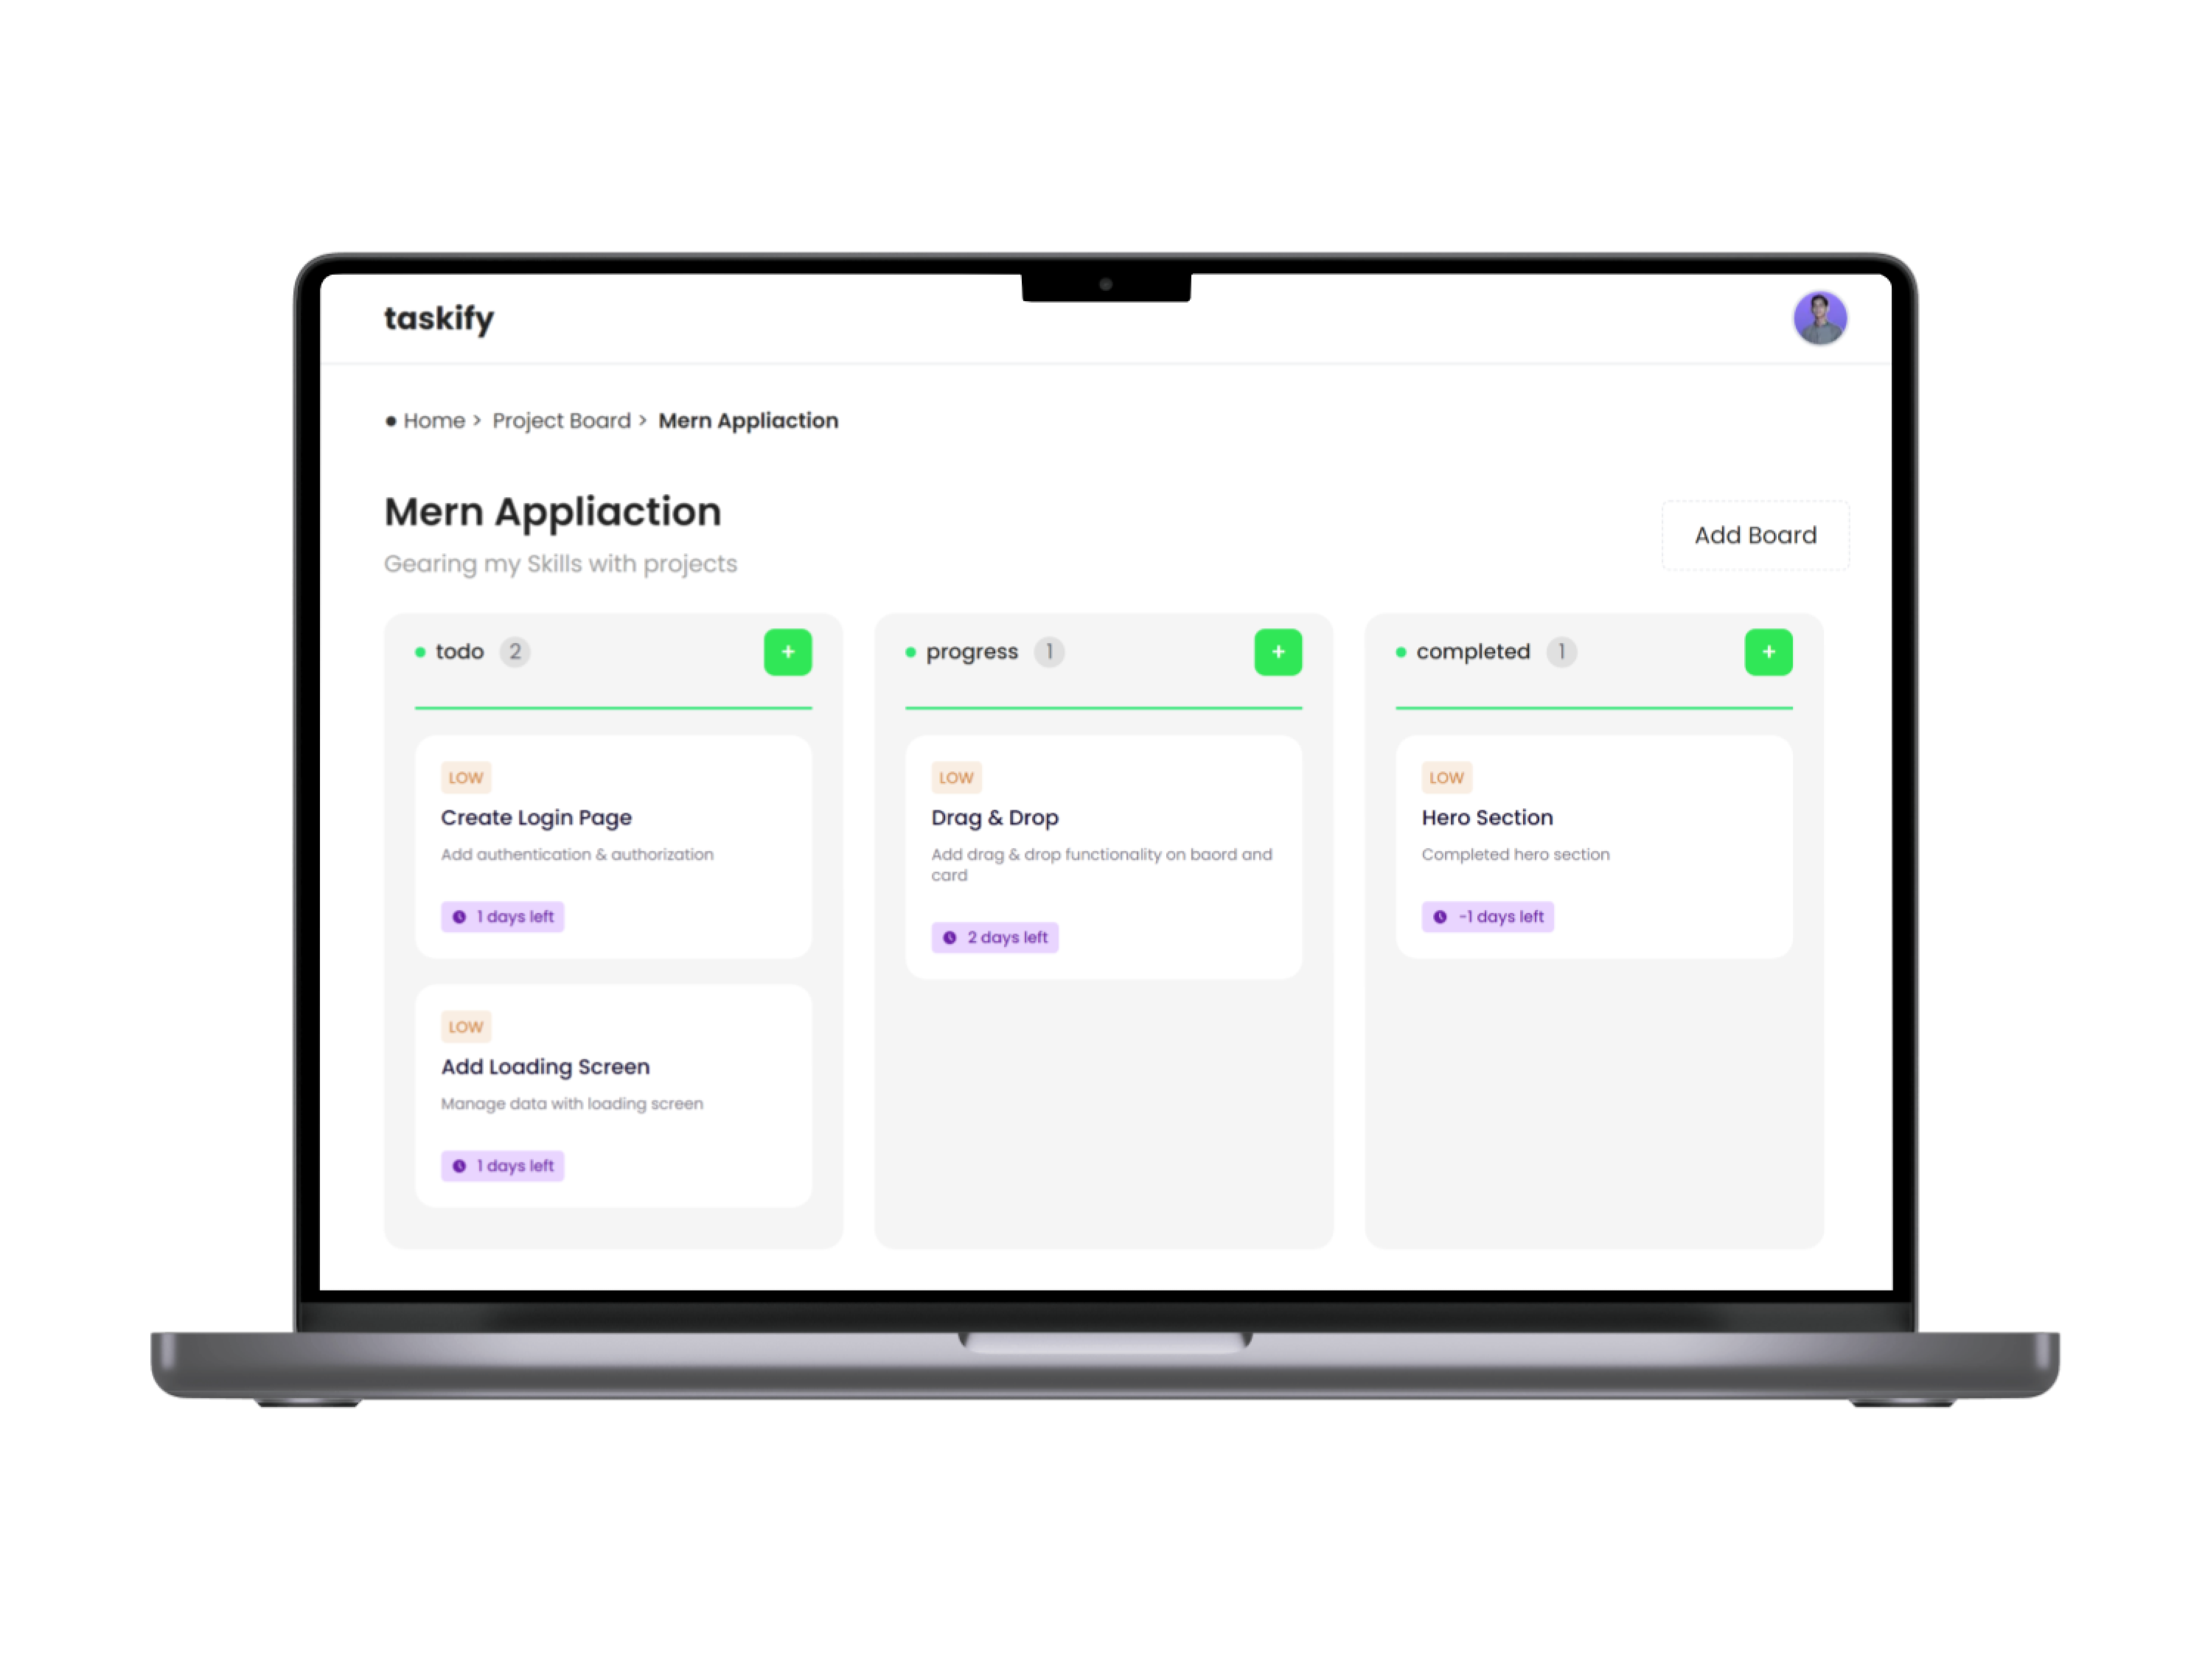 taskify
Home > Project Board > Mern Appliaction
Mern Appliaction
Gearing my Skills with projects
Add Board
todo 2 +
LOW
Create Login Page
Add authentication & authorization
1 days left
LOW
Add Loading Screen
Manage data with loading screen
1 days left
progress 1 +
LOW
Drag & Drop
Add drag & drop functionality on baord and
card
2 days left
completed 1 +
LOW
Hero Section
Completed hero section
-1 days left